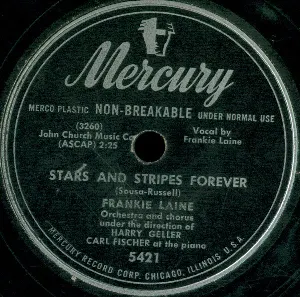 Mercury
MERCO PLASTIC NON-BREAKABLE UNDER NORMAL USE
(3260)
John Church Music Co
(ASCAP) 2:25
Vocal by
Frankie Laine
STARS AND STRIPES FOREVER
(Sousa-Russell)
FRANKIE LAINE
Orchestra and chorus
under the direction of
HARRY GELLER
CARL FISCHER at the piano
5421
MERCURY RECORD CORP. CHICAGO, ILLINOIS, U.S.A.